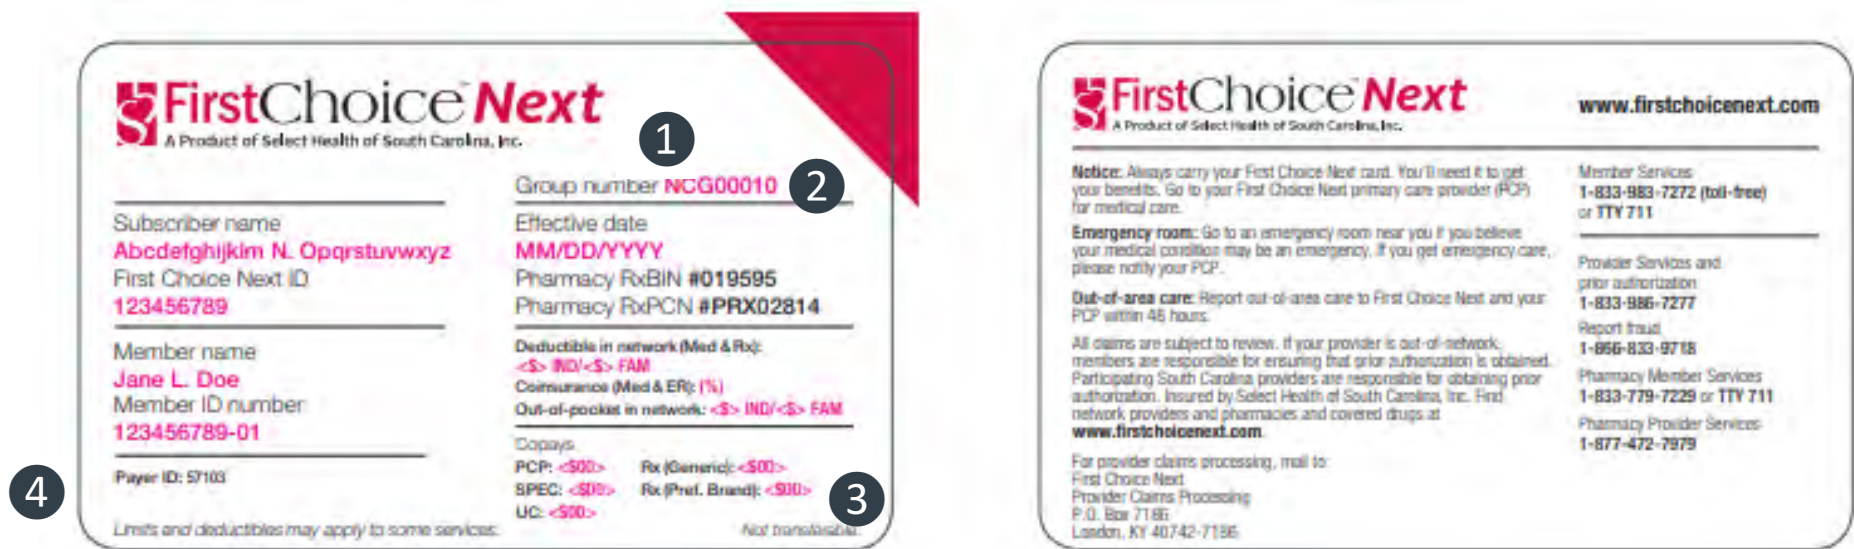 FirstChoice™ Next
A Product of Select Health of South Carolina, Inc.
1
Group number NCG00010
2
Subscriber name
Abcdefghijklm N. Opqrstuvwxyz
First Choice Next ID
123456789
Effective date
MM/DD/YYYY
Pharmacy RxBIN #019595
Pharmacy RxPCN #PRX02814
Member name
Jane L. Doe
Member ID number
123456789-01
Deductible in network (Med & Rx):
<$> IND/<$> FAM
Coinsurance (Med & ER): (%)
Out-of-pocket in network: <$> IND/<$> FAM
Copays
PCP: <$00> Rx (Generic): <$00>
SPEC: <$00> Rx (Pref. Brand): <$00>
UC: <$00>
3
4
Payer ID: 57103
Limits and deductibles may apply to some services.
Not transferable.
FirstChoice™ Next
A Product of Select Health of South Carolina, Inc.
www.firstchoicenext.com
Notice: Always carry your First Choice Next card. You'll need it to get
your benefits. Go to your First Choice Next primary care provider (PCP)
for medical care.
Emergency room: Go to an emergency room near you if you believe
your medical condition may be an emergency. If you get emergency care,
please notify your PCP.
Out-of-area care: Report out-of-area care to First Choice Next and your
PCP within 48 hours.
All claims are subject to review. If your provider is out-of-network,
members are responsible for ensuring that prior authorization is obtained.
Participating South Carolina providers are responsible for obtaining prior
authorization. Insured by Select Health of South Carolina, Inc. Find
network providers and pharmacies and covered drugs at
www.firstchoicenext.com.
For provider claims processing, mail to:
First Choice Next
Provider Claims Processing
P.O. Box 7186
London, KY 40742-7186
Member Services
1-833-983-7272 (toll-free)
or TTY 711
Provider Services and
prior authorization
1-833-986-7277
Report fraud
1-866-833-9718
Pharmacy Member Services
1-833-779-7229 or TTY 711
Pharmacy Provider Services
1-877-472-7979